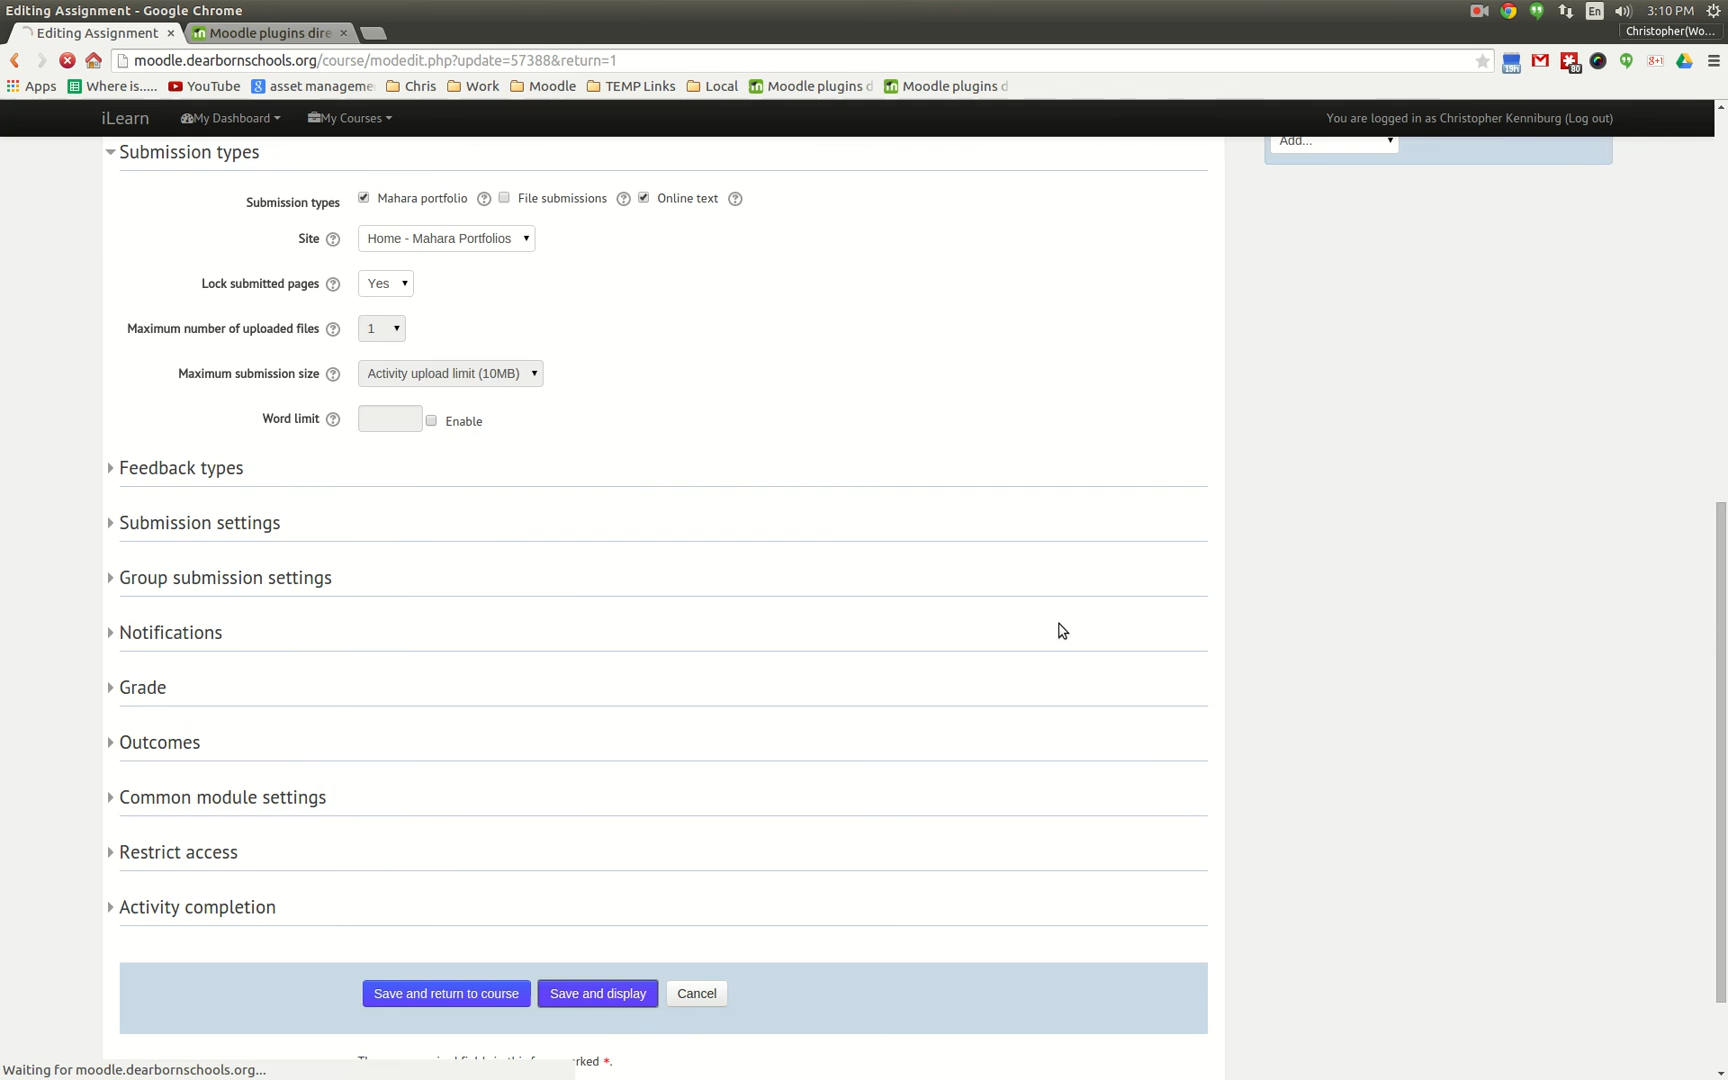 Editing Assignment - Google Chrome
En
3:10 PM
Editing Assignment ×
Moodle plugins dire ×
Christopher(Wo...
moodle.dearbornschools.org/course/modedit.php?update=57388&return=1
19h
80
g+1
Apps
Where is.....
YouTube
asset manageme
Chris
Work
Moodle
TEMP Links
Local
Moodle plugins d
Moodle plugins d
iLearn
My Dashboard
My Courses
You are logged in as Christopher Kenniburg (Log out)
Add...
Submission types
Submission types
Mahara portfolio
File submissions
Online text
Site
Home - Mahara Portfolios
Lock submitted pages
Yes
Maximum number of uploaded files
1
Maximum submission size
Activity upload limit (10MB)
Word limit
Enable
Feedback types
Submission settings
Group submission settings
Notifications
Grade
Outcomes
Common module settings
Restrict access
Activity completion
Save and return to course
Save and display
Cancel
Waiting for moodle.dearbornschools.org...